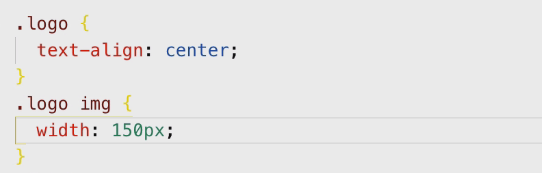 .logo {
  text-align: center;
}
.logo img {
  width: 150px;
}